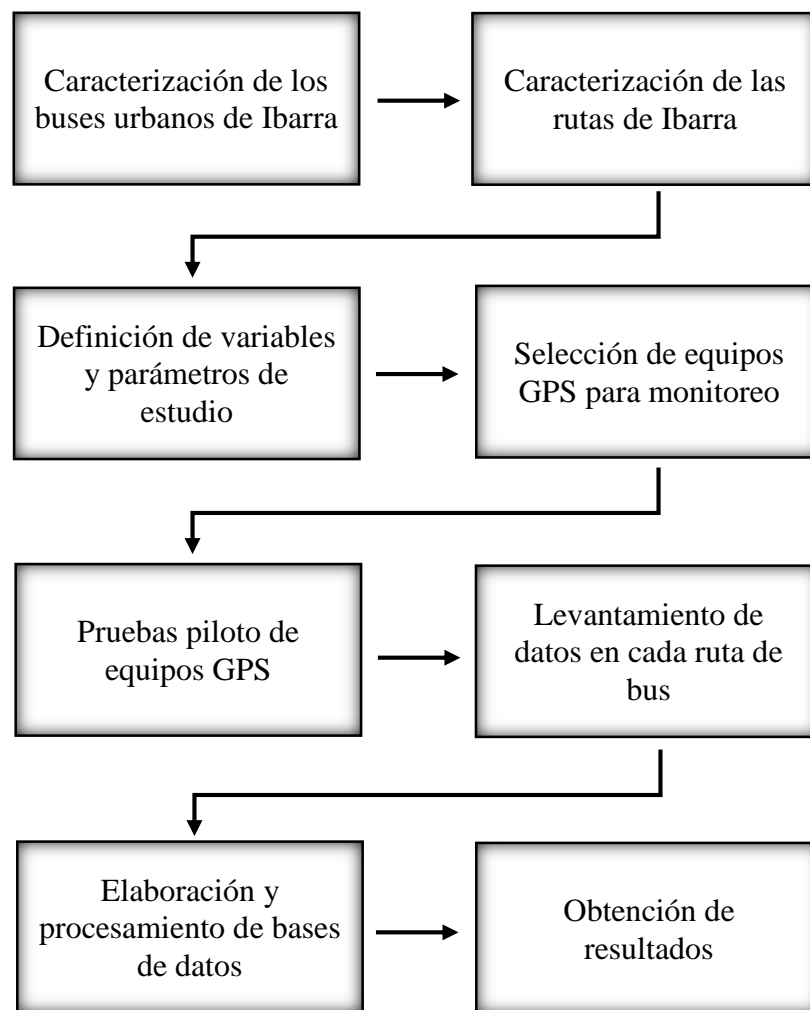 Caracterización de los
buses urbanos de Ibarra
Caracterización de las
rutas de Ibarra
Definición de variables
y parámetros de
estudio
Selección de equipos
GPS para monitoreo
Pruebas piloto de
equipos GPS
Levantamiento de
datos en cada ruta de
bus
Elaboración y
procesamiento de bases
de datos
Obtención de
resultados